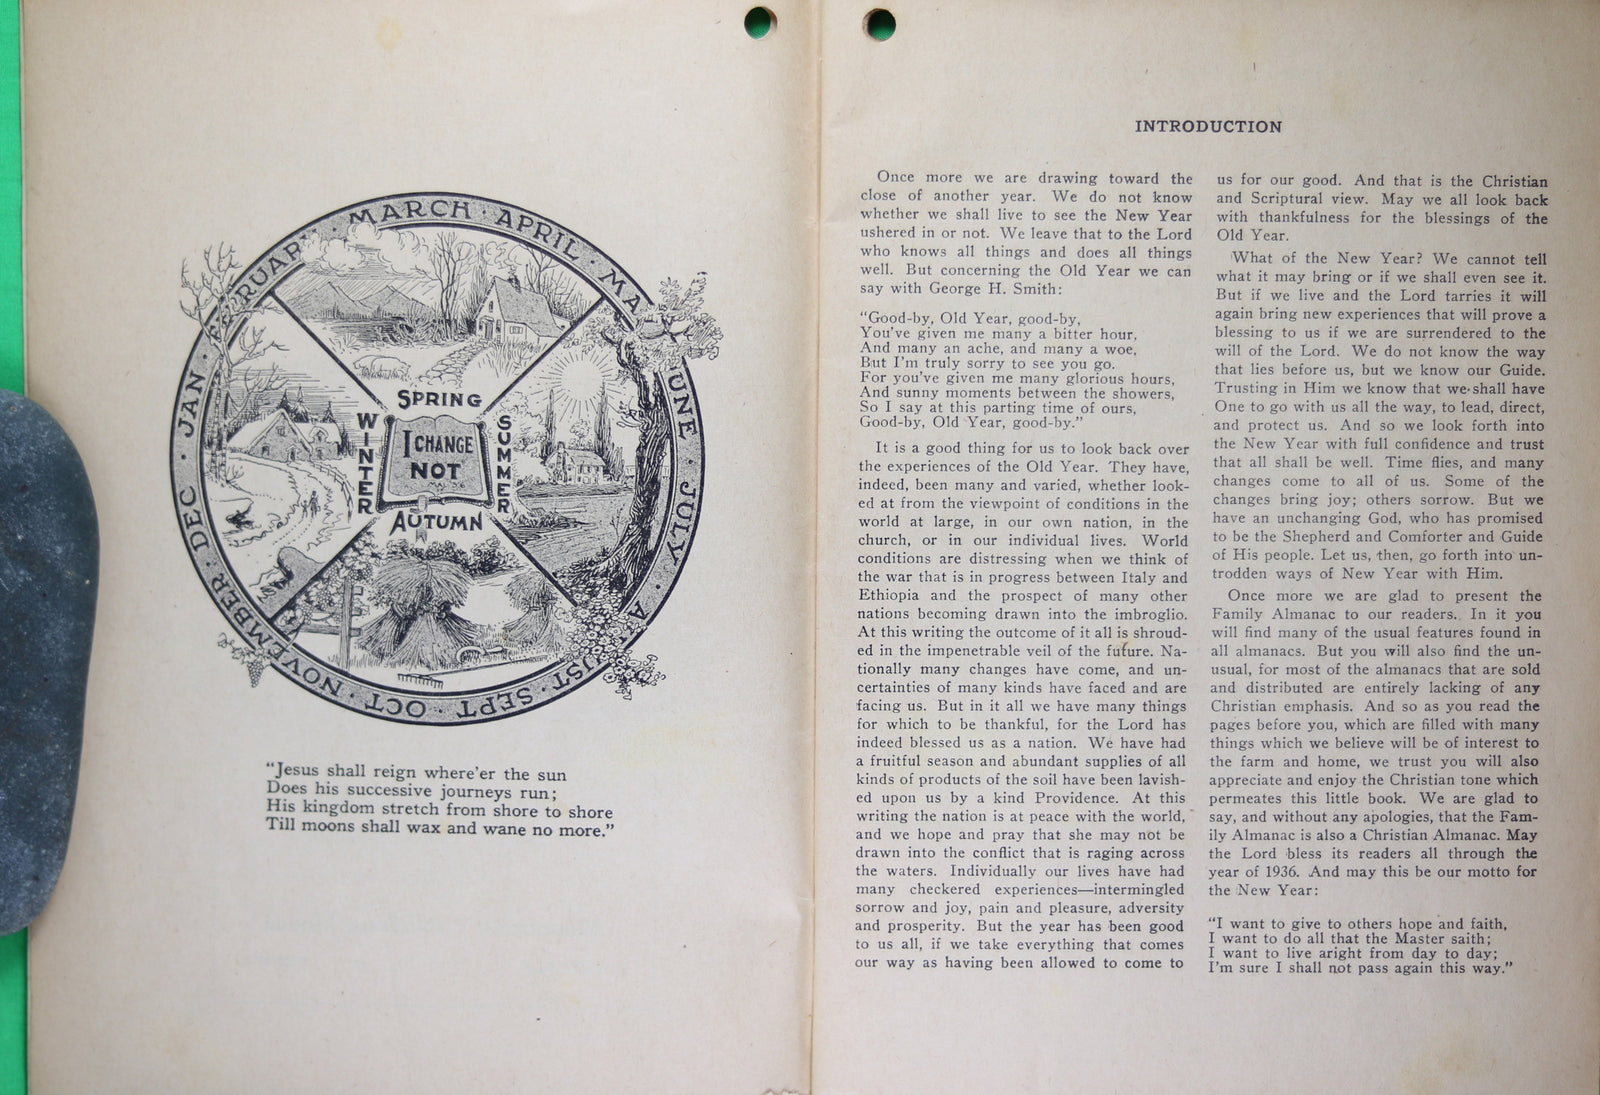 MARCH · APRIL · MA
JUNE · JULY · A
UST · SEPT · OCT · NOVEMBER · DEC · JAN · FEBRUAR
SPRING
SUMMER
AUTUMN
WINTER
I CHANGE
NOT
"Jesus shall reign where'er the sun
Does his successive journeys run;
His kingdom stretch from shore to shore
Till moons shall wax and wane no more."
INTRODUCTION
Once more we are drawing toward the
close of another year. We do not know
whether we shall live to see the New Year
ushered in or not. We leave that to the Lord
who knows all things and does all things
well. But concerning the Old Year we can
say with George H. Smith:
"Good-by, Old Year, good-by,
You've given me many a bitter hour,
And many an ache, and many a woe,
But I'm truly sorry to see you go.
For you've given me many glorious hours,
And sunny moments between the showers,
So I say at this parting time of ours,
Good-by, Old Year, good-by."
It is a good thing for us to look back over
the experiences of the Old Year. They have,
indeed, been many and varied, whether look-
ed at from the viewpoint of conditions in the
world at large, in our own nation, in the
church, or in our individual lives. World
conditions are distressing when we think of
the war that is in progress between Italy and
Ethiopia and the prospect of many other
nations becoming drawn into the imbroglio.
At this writing the outcome of it all is shroud-
ed in the impenetrable veil of the future. Na-
tionally many changes have come, and un-
certainties of many kinds have faced and are
facing us. But in it all we have many things
for which to be thankful, for the Lord has
indeed blessed us as a nation. We have had
a fruitful season and abundant supplies of all
kinds of products of the soil have been lavish-
ed upon us by a kind Providence. At this
writing the nation is at peace with the world,
and we hope and pray that she may not be
drawn into the conflict that is raging across
the waters. Individually our lives have had
many checkered experiences—intermingled
sorrow and joy, pain and pleasure, adversity
and prosperity. But the year has been good
to us all, if we take everything that comes
our way as having been allowed to come to
us for our good. And that is the Christian
and Scriptural view. May we all look back
with thankfulness for the blessings of the
Old Year.
What of the New Year? We cannot tell
what it may bring or if we shall even see it.
But if we live and the Lord tarries it will
again bring new experiences that will prove a
blessing to us if we are surrendered to the
will of the Lord. We do not know the way
that lies before us, but we know our Guide.
Trusting in Him we know that we shall have
One to go with us all the way, to lead, direct,
and protect us. And so we look forth into
the New Year with full confidence and trust
that all shall be well. Time flies, and many
changes come to all of us. Some of the
changes bring joy; others sorrow. But we
have an unchanging God, who has promised
to be the Shepherd and Comforter and Guide
of His people. Let us, then, go forth into un-
trodden ways of New Year with Him.
Once more we are glad to present the
Family Almanac to our readers. In it you
will find many of the usual features found in
all almanacs. But you will also find the un-
usual, for most of the almanacs that are sold
and distributed are entirely lacking of any
Christian emphasis. And so as you read the
pages before you, which are filled with many
things which we believe will be of interest to
the farm and home, we trust you will also
appreciate and enjoy the Christian tone which
permeates this little book. We are glad to
say, and without any apologies, that the Fam-
ily Almanac is also a Christian Almanac. May
the Lord bless its readers all through the
year of 1936. And may this be our motto for
the New Year:
"I want to give to others hope and faith,
I want to do all that the Master saith;
I want to live aright from day to day;
I'm sure I shall not pass again this way."